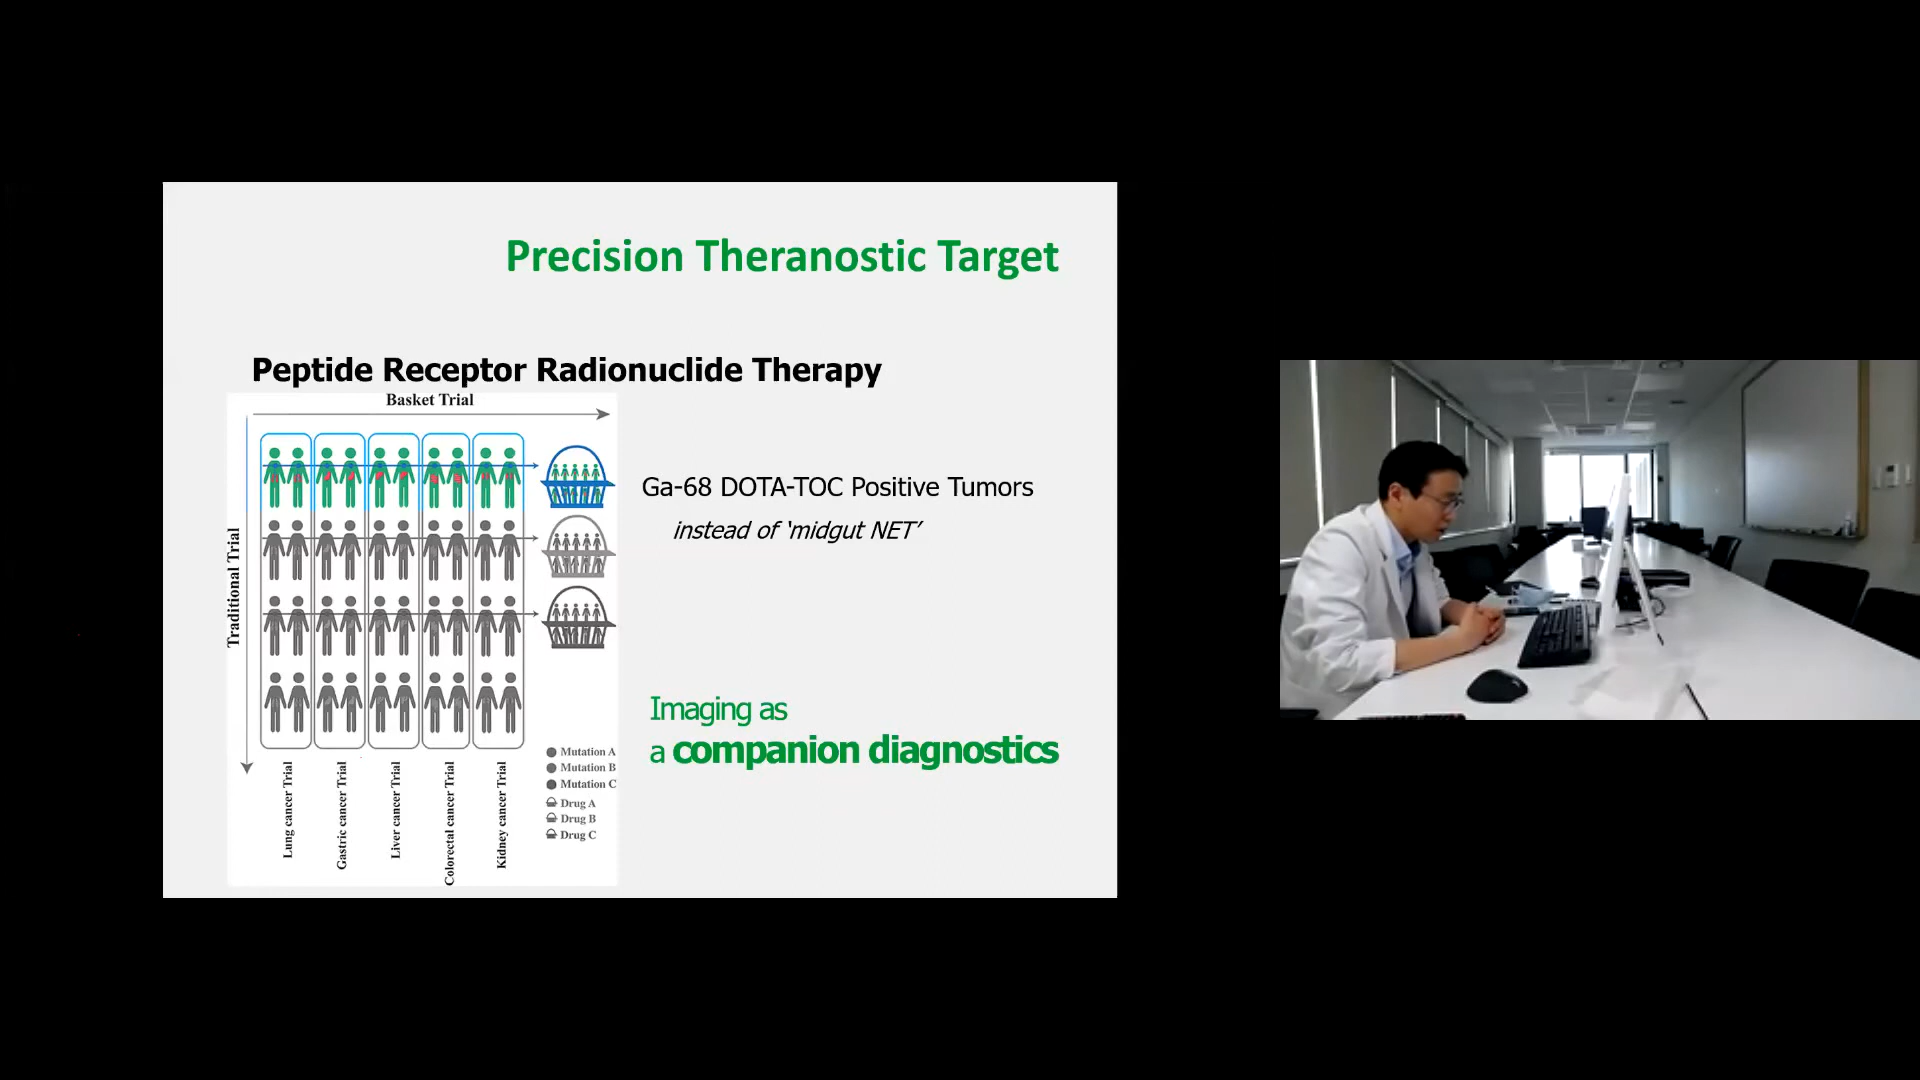 Precision Theranostic Target
Peptide Receptor Radionuclide Therapy
Basket Trial
Traditional Trial
Ga-68 DOTA-TOC Positive Tumors
instead of ‘midgut NET’
Imaging as
a companion diagnostics
Mutation A
Mutation B
Mutation C
Drug A
Drug B
Drug C
Lung cancer Trial
Gastric cancer Trial
Liver cancer Trial
Colorectal cancer Trial
Kidney cancer Trial